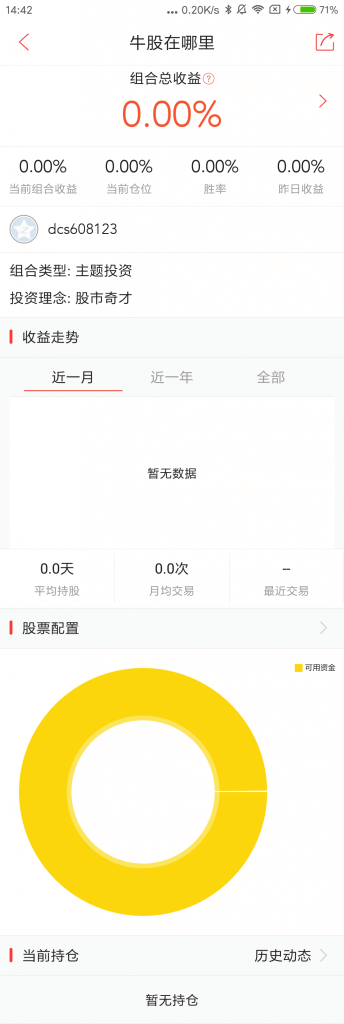 14:42 ... 0.20K/s 71%
牛股在哪里
组合总收益?
0.00%
0.00% 0.00% 0.00% 0.00%
当前组合收益 当前仓位 胜率 昨日收益
dcs608123
组合类型: 主题投资
投资理念: 股市奇才
收益走势
近一月 近一年 全部
暂无数据
0.0天 0.0次 --
平均持股 月均交易 最近交易
股票配置
可用资金
当前持仓 历史动态
暂无持仓